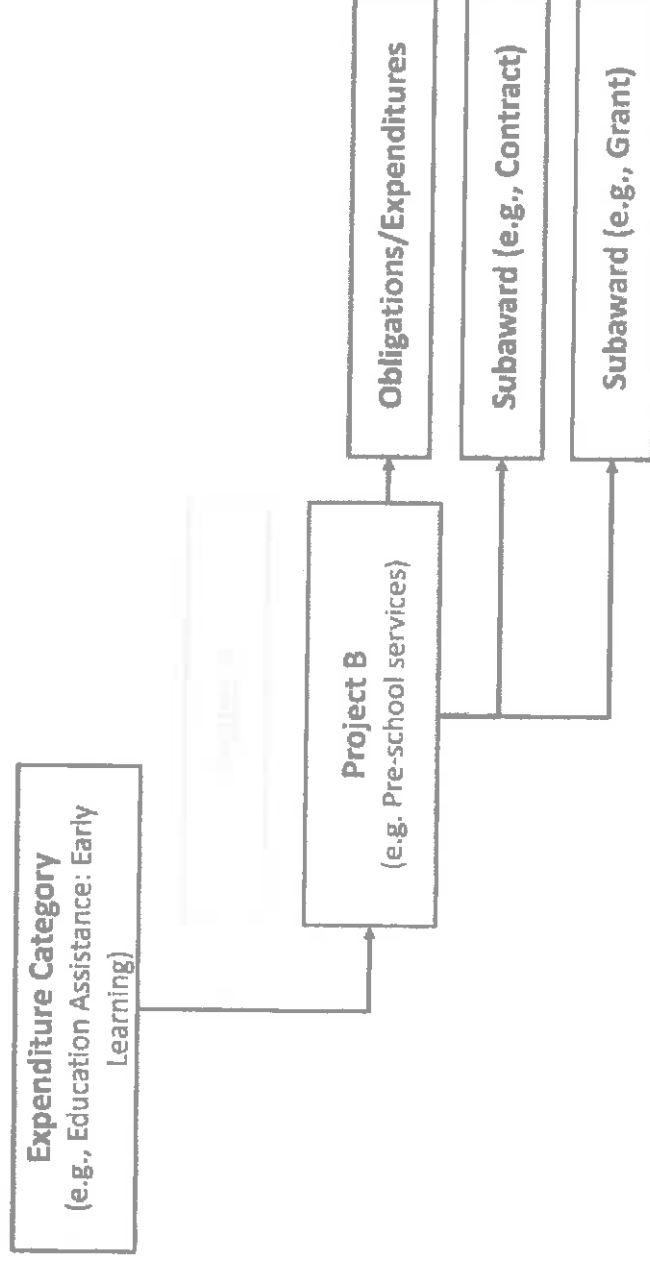 Expenditure Category
(e.g., Education Assistance: Early
Learning)
Project B
(e.g. Pre-school services)
Obligations/Expenditures
Subaward (e.g., Contract)
Subaward (e.g., Grant)